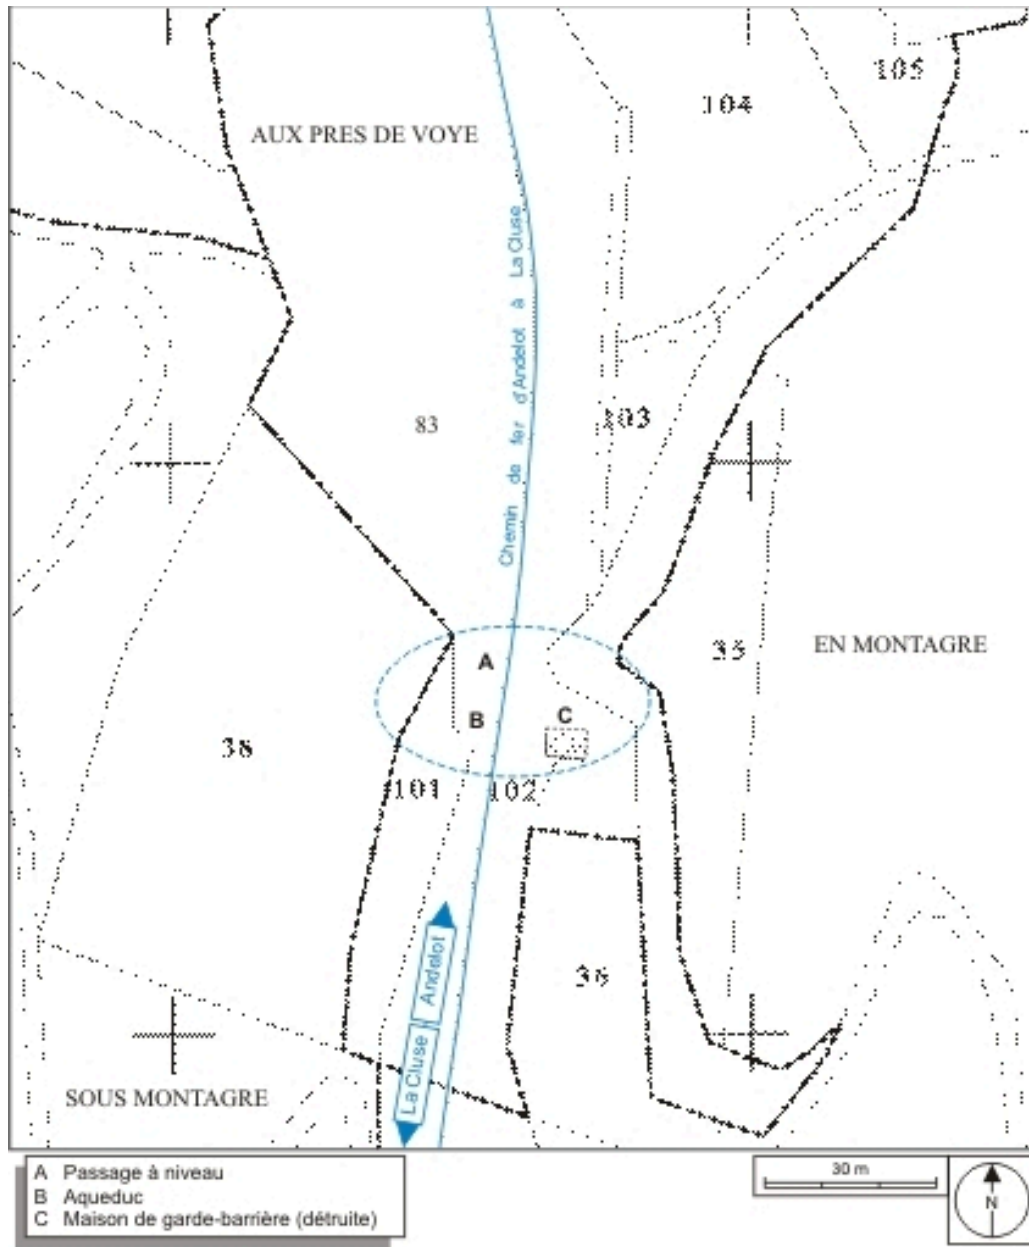 105
104
AUX PRES DE VOYE
Chemin de fer d'Andelot à La Cluse
103
83
35
EN MONTAGRE
A
B
C
38
101
102
Andelot
La Cluse
36
SOUS MONTAGRE
A Passage à niveau
B Aqueduc
C Maison de garde-barrière (détruite)
30 m
N